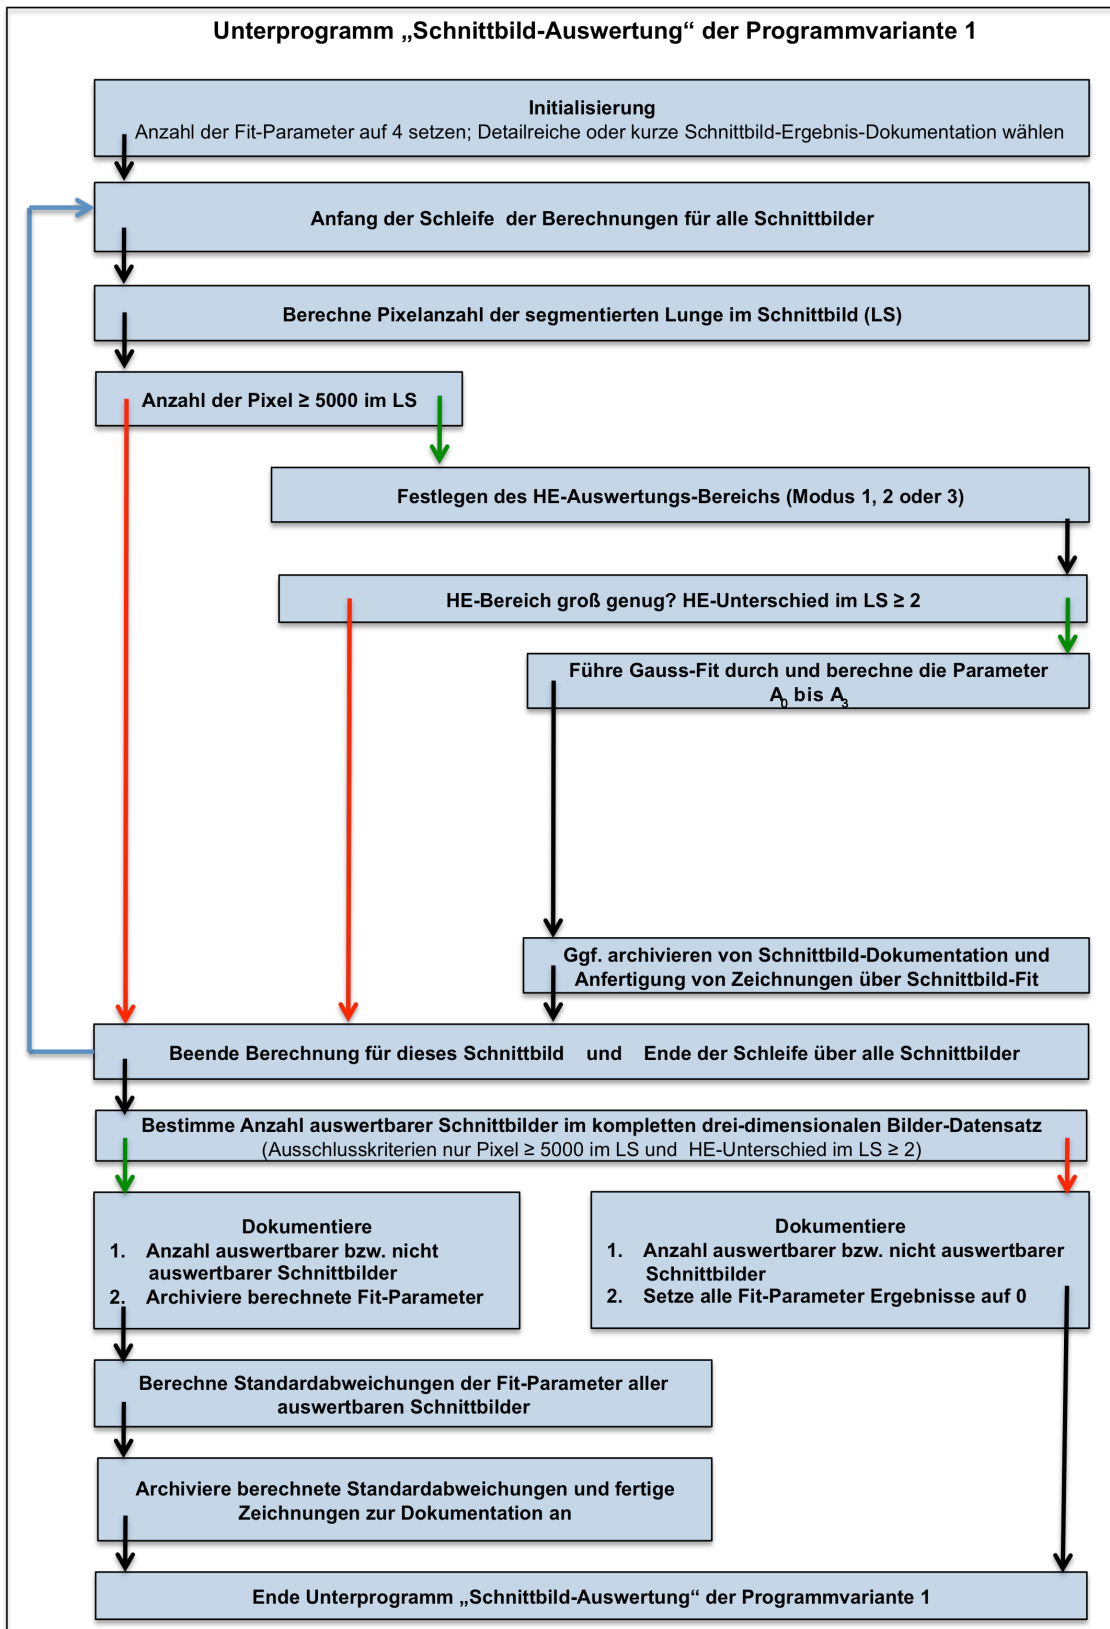 Unterprogramm „Schnittbild-Auswertung“ der Programmvariante 1
Initialisierung
Anzahl der Fit-Parameter auf 4 setzen; Detailreiche oder kurze Schnittbild-Ergebnis-Dokumentation wählen
Anfang der Schleife der Berechnungen für alle Schnittbilder
Berechne Pixelanzahl der segmentierten Lunge im Schnittbild (LS)
Anzahl der Pixel ≥ 5000 im LS
Festlegen des HE-Auswertungs-Bereichs (Modus 1, 2 oder 3)
HE-Bereich groß genug? HE-Unterschied im LS ≥ 2
Führe Gauss-Fit durch und berechne die Parameter
A₀ bis A₃
Ggf. archivieren von Schnittbild-Dokumentation und
Anfertigung von Zeichnungen über Schnittbild-Fit
Beende Berechnung für dieses Schnittbild und Ende der Schleife über alle Schnittbilder
Bestimme Anzahl auswertbarer Schnittbilder im kompletten drei-dimensionalen Bilder-Datensatz
(Ausschlusskriterien nur Pixel ≥ 5000 im LS und HE-Unterschied im LS ≥ 2)
Dokumentiere
1. Anzahl auswertbarer bzw. nicht
auswertbarer Schnittbilder
2. Archiviere berechnete Fit-Parameter
Dokumentiere
1. Anzahl auswertbarer bzw. nicht auswertbarer
Schnittbilder
2. Setze alle Fit-Parameter Ergebnisse auf 0
Berechne Standardabweichungen der Fit-Parameter aller
auswertbaren Schnittbilder
Archiviere berechnete Standardabweichungen und fertige
Zeichnungen zur Dokumentation an
Ende Unterprogramm „Schnittbild-Auswertung“ der Programmvariante 1